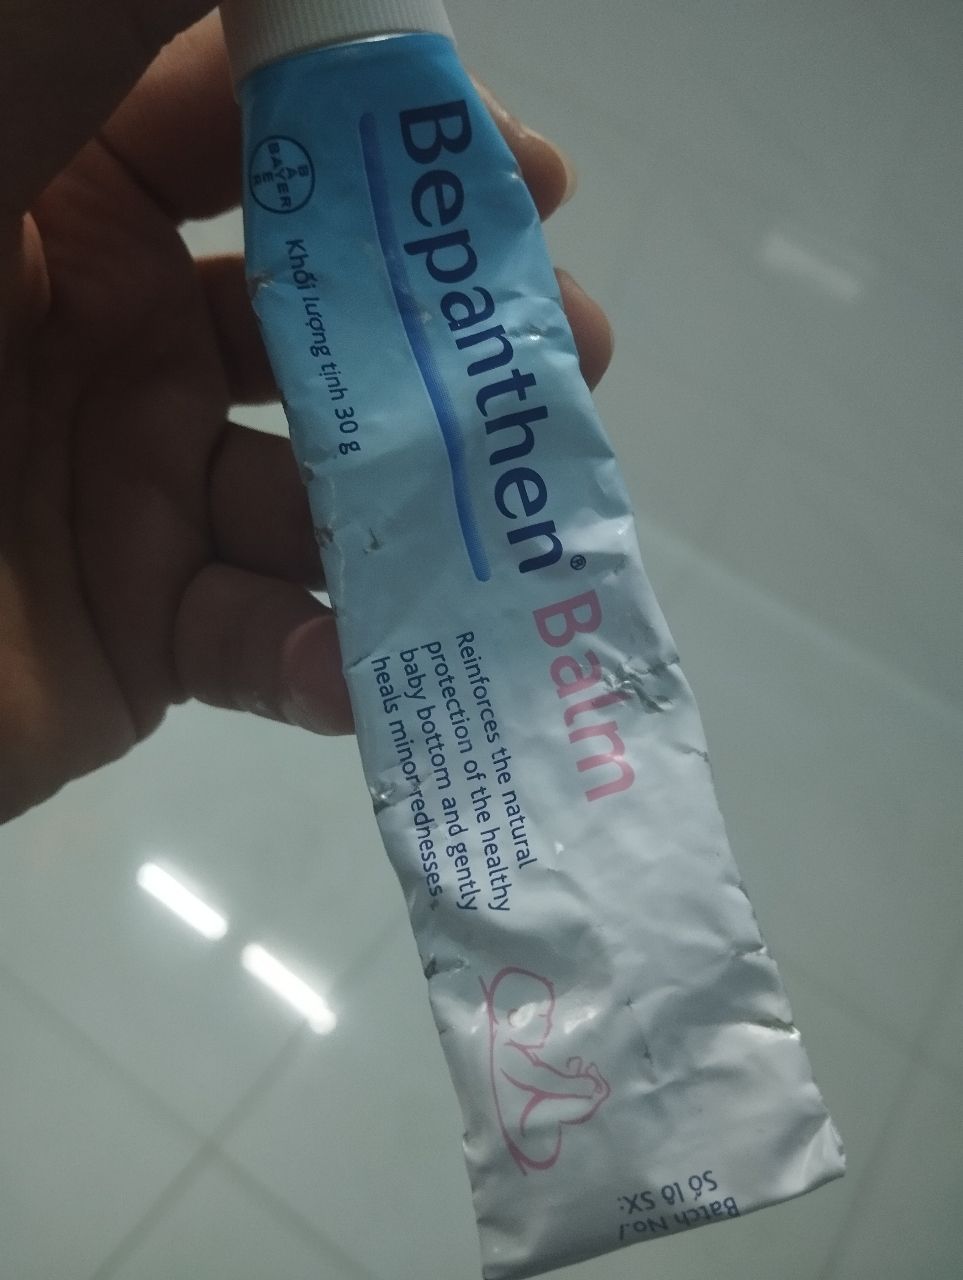 Bepanthen® Balm
BAYER
BAYER
Khối lượng tịnh 30 g
Reinforces the natural
protection of the healthy
baby bottom and gently
heals minor rednesses.
Batch No./
Số lô SX: